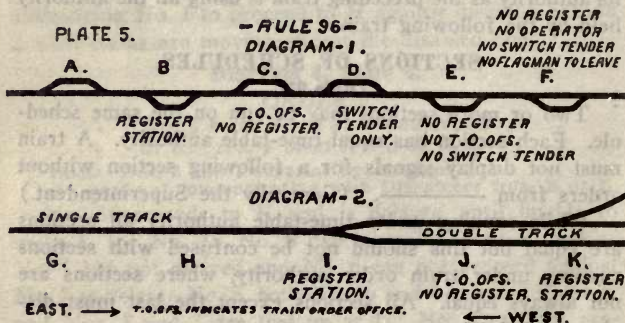 PLATE 5.
-RULE 96-
DIAGRAM-1.
NO REGISTER
NO OPERATOR
NO SWITCH TENDER
NO FLAGMAN TO LEAVE
A.
B
C.
D.
E.
F.
REGISTER
STATION.
T.O.OFS.
NO REGISTER.
SWITCH
TENDER
ONLY.
NO REGISTER
NO T.O.OFS.
NO SWITCH TENDER
DIAGRAM-2.
SINGLE TRACK
DOUBLE TRACK
G.
H.
I.
REGISTER
STATION.
J.
T.O.OFS.
NO REGISTER.
K.
REGISTER
STATION.
EAST. → T.O.OFS. INDICATES TRAIN ORDER OFFICE.
← WEST.